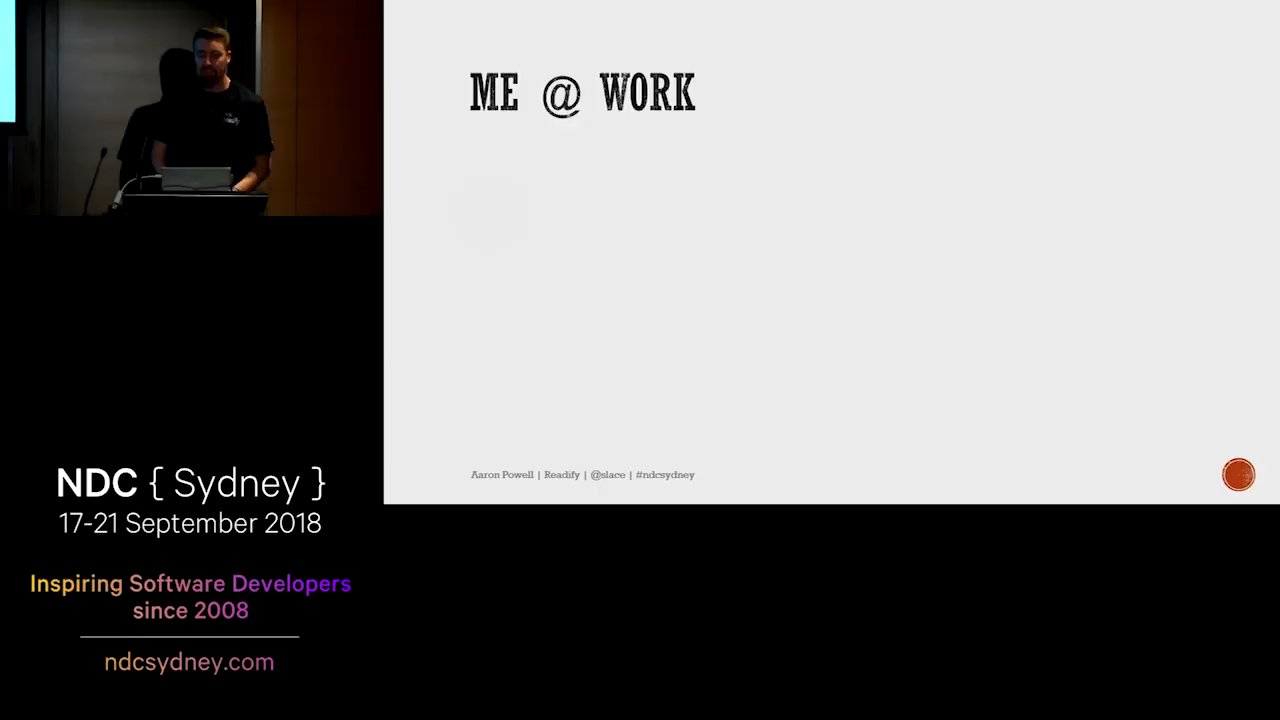 ME @ WORK
Aaron Powell | Readify | @slace | #ndcsydney
NDC { Sydney }
17-21 September 2018
Inspiring Software Developers
since 2008
ndcsydney.com